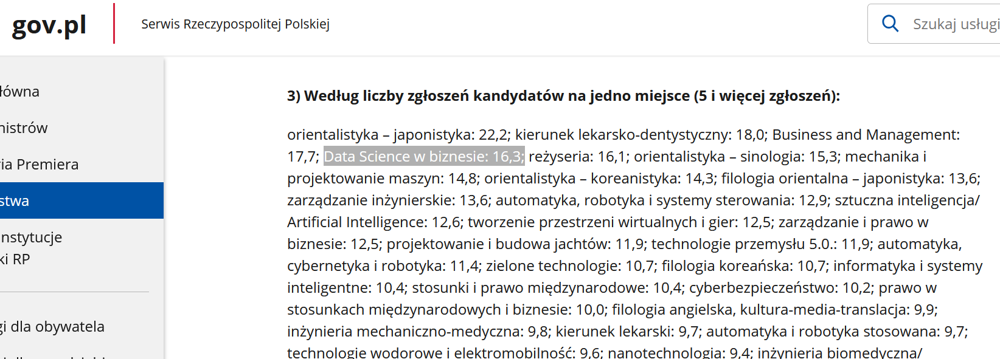 gov.pl
Serwis Rzeczypospolitej Polskiej
Szukaj usługi
główna
ministrów
Premiera
instytucje
RP
dla obywatela
3) Według liczby zgłoszeń kandydatów na jedno miejsce (5 i więcej zgłoszeń):
orientalistyka – japonistyka: 22,2; kierunek lekarsko-dentystyczny: 18,0; Business and Management:
17,7; Data Science w biznesie: 16,3; reżyseria: 16,1; orientalistyka – sinologia: 15,3; mechanika i
projektowanie maszyn: 14,8; orientalistyka – koreanistyka: 14,3; filologia orientalna – japonistyka: 13,6;
zarządzanie inżynierskie: 13,6; automatyka, robotyka i systemy sterowania: 12,9; sztuczna inteligencja/
Artificial Intelligence: 12,6; tworzenie przestrzeni wirtualnych i gier: 12,5; zarządzanie i prawo w
biznesie: 12,5; projektowanie i budowa jachtów: 11,9; technologie przemysłu 5.0.: 11,9; automatyka,
cybernetyka i robotyka: 11,4; zielone technologie: 10,7; filologia koreańska: 10,7; informatyka i systemy
inteligentne: 10,4; stosunki i prawo międzynarodowe: 10,4; cyberbezpieczeństwo: 10,2; prawo w
stosunkach międzynarodowych i biznesie: 10,0; filologia angielska, kultura-media-translacja: 9,9;
inżynieria mechaniczno-medyczna: 9,8; kierunek lekarski: 9,7; automatyka i robotyka stosowana: 9,7;
technologie wodorowe i elektromobilność: 9,6; nanotechnologia: 9,4; inżynieria biomedyczna/